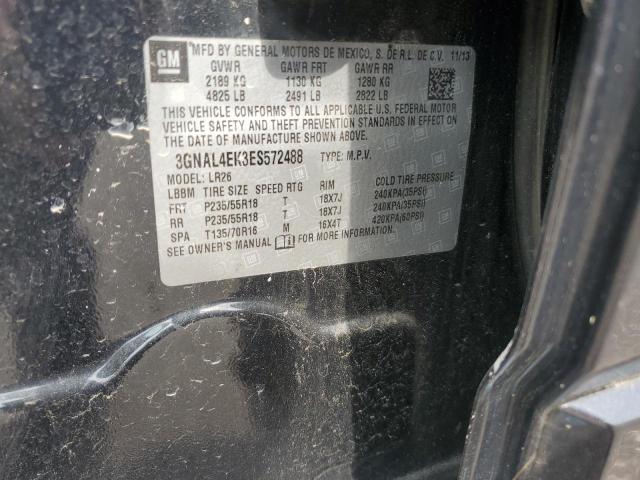 GM
MFD BY GENERAL MOTORS DE MEXICO, S. DE R.L. DE C.V. 11/13
GVWR GAWR FRT GAWR RR
2189 KG 1130 KG 1280 KG
4825 LB 2491 LB 2822 LB
THIS VEHICLE CONFORMS TO ALL APPLICABLE U.S. FEDERAL MOTOR
VEHICLE SAFETY AND THEFT PREVENTION STANDARDS IN EFFECT ON THE
DATE OF MANUFACTURE SHOWN ABOVE.
3GNAL4EK3ES572488 TYPE: M.P.V.
MODEL: LR26
LBBM TIRE SIZE SPEED RTG RIM COLD TIRE PRESSURE
FRT P235/55R18 T 18X7J 240KPA(35PSI)
RR P235/55R18 T 18X7J 240KPA(35PSI)
SPA T135/70R16 M 16X4T 420KPA(60PSI)
SEE OWNER'S MANUAL FOR MORE INFORMATION.